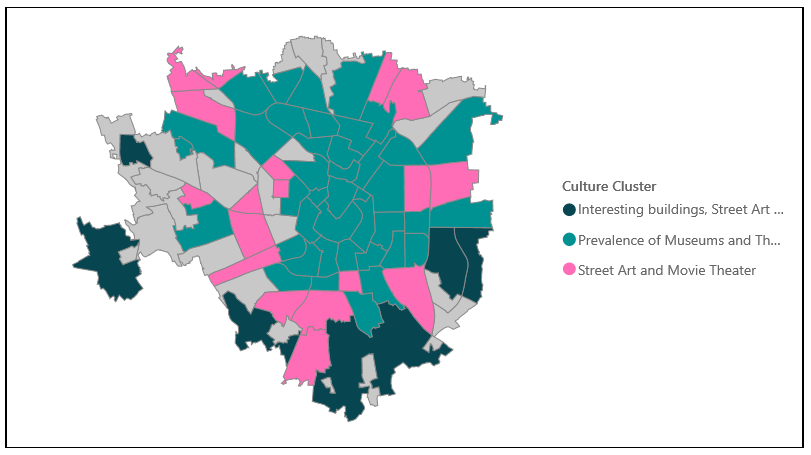 Culture Cluster
Interesting buildings, Street Art ...
Prevalence of Museums and Th...
Street Art and Movie Theater